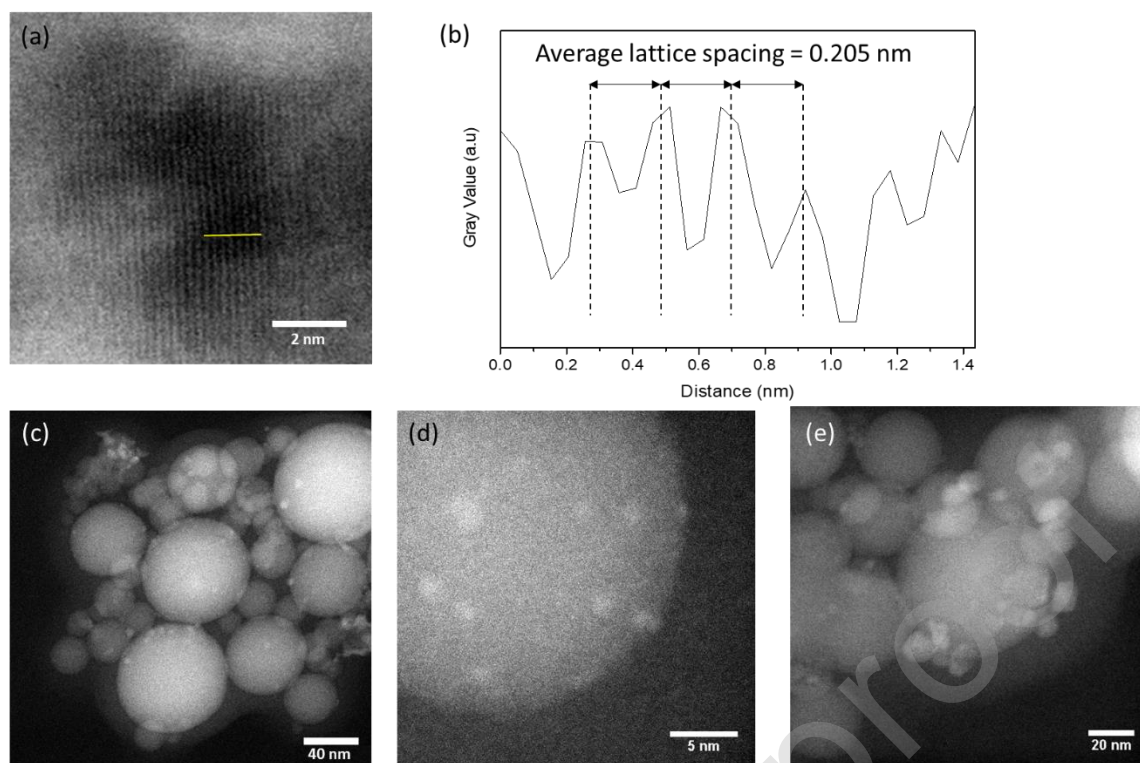 (a)
2 nm
(b)
Average lattice spacing = 0.205 nm
Gray Value (a.u)
0.0 0.2 0.4 0.6 0.8 1.0 1.2 1.4
Distance (nm)
(c)
40 nm
(d)
5 nm
(e)
20 nm